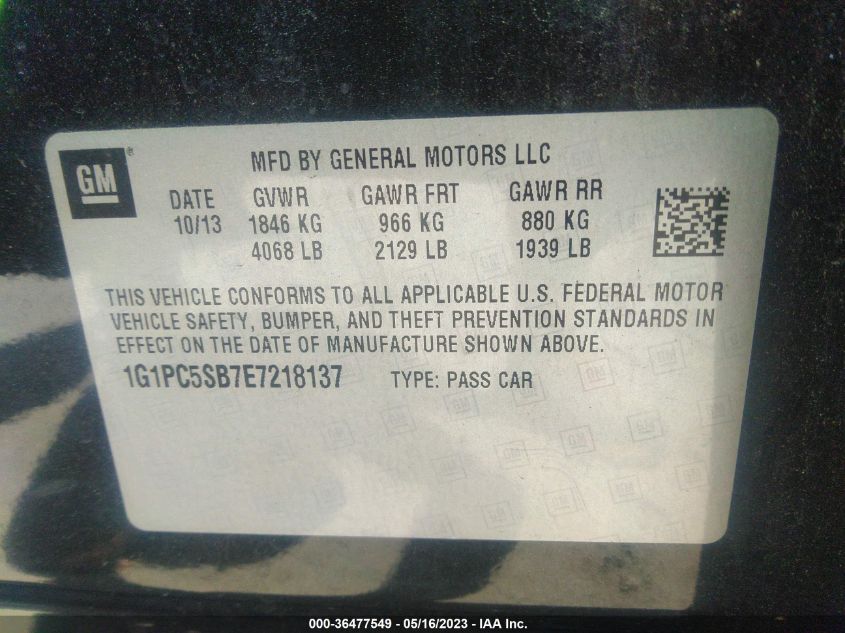 GM®
MFD BY GENERAL MOTORS LLC
DATE GVWR GAWR FRT GAWR RR
10/13 1846 KG 966 KG 880 KG
4068 LB 2129 LB 1939 LB
THIS VEHICLE CONFORMS TO ALL APPLICABLE U.S. FEDERAL MOTOR
VEHICLE SAFETY, BUMPER, AND THEFT PREVENTION STANDARDS IN
EFFECT ON THE DATE OF MANUFACTURE SHOWN ABOVE.
1G1PC5SB7E7218137 TYPE: PASS CAR
000-36477549 - 05/16/2023 - IAA Inc.